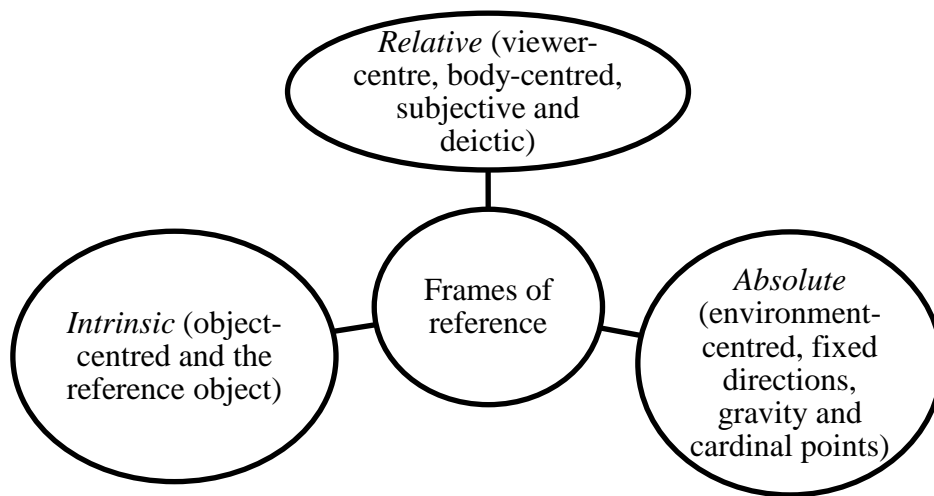 Relative (viewer-
centre, body-centred,
subjective and
deictic)
Frames of
reference
Intrinsic (object-
centred and the
reference object)
Absolute
(environment-
centred, fixed
directions,
gravity and
cardinal points)